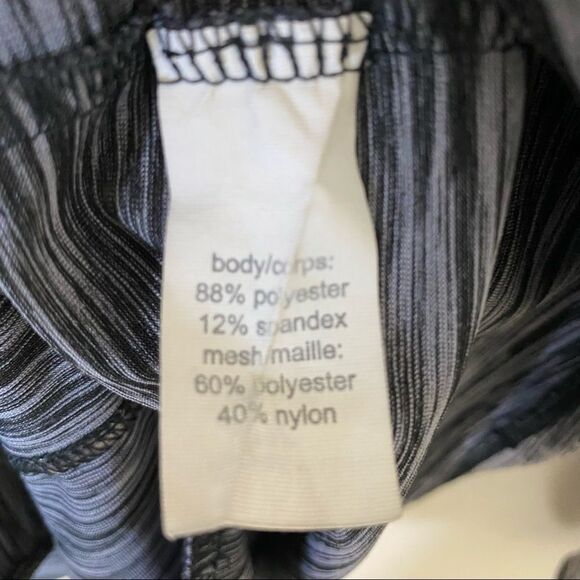 body/corps:
88% polyester
12% spandex
mesh/maille:
60% polyester
40% nylon